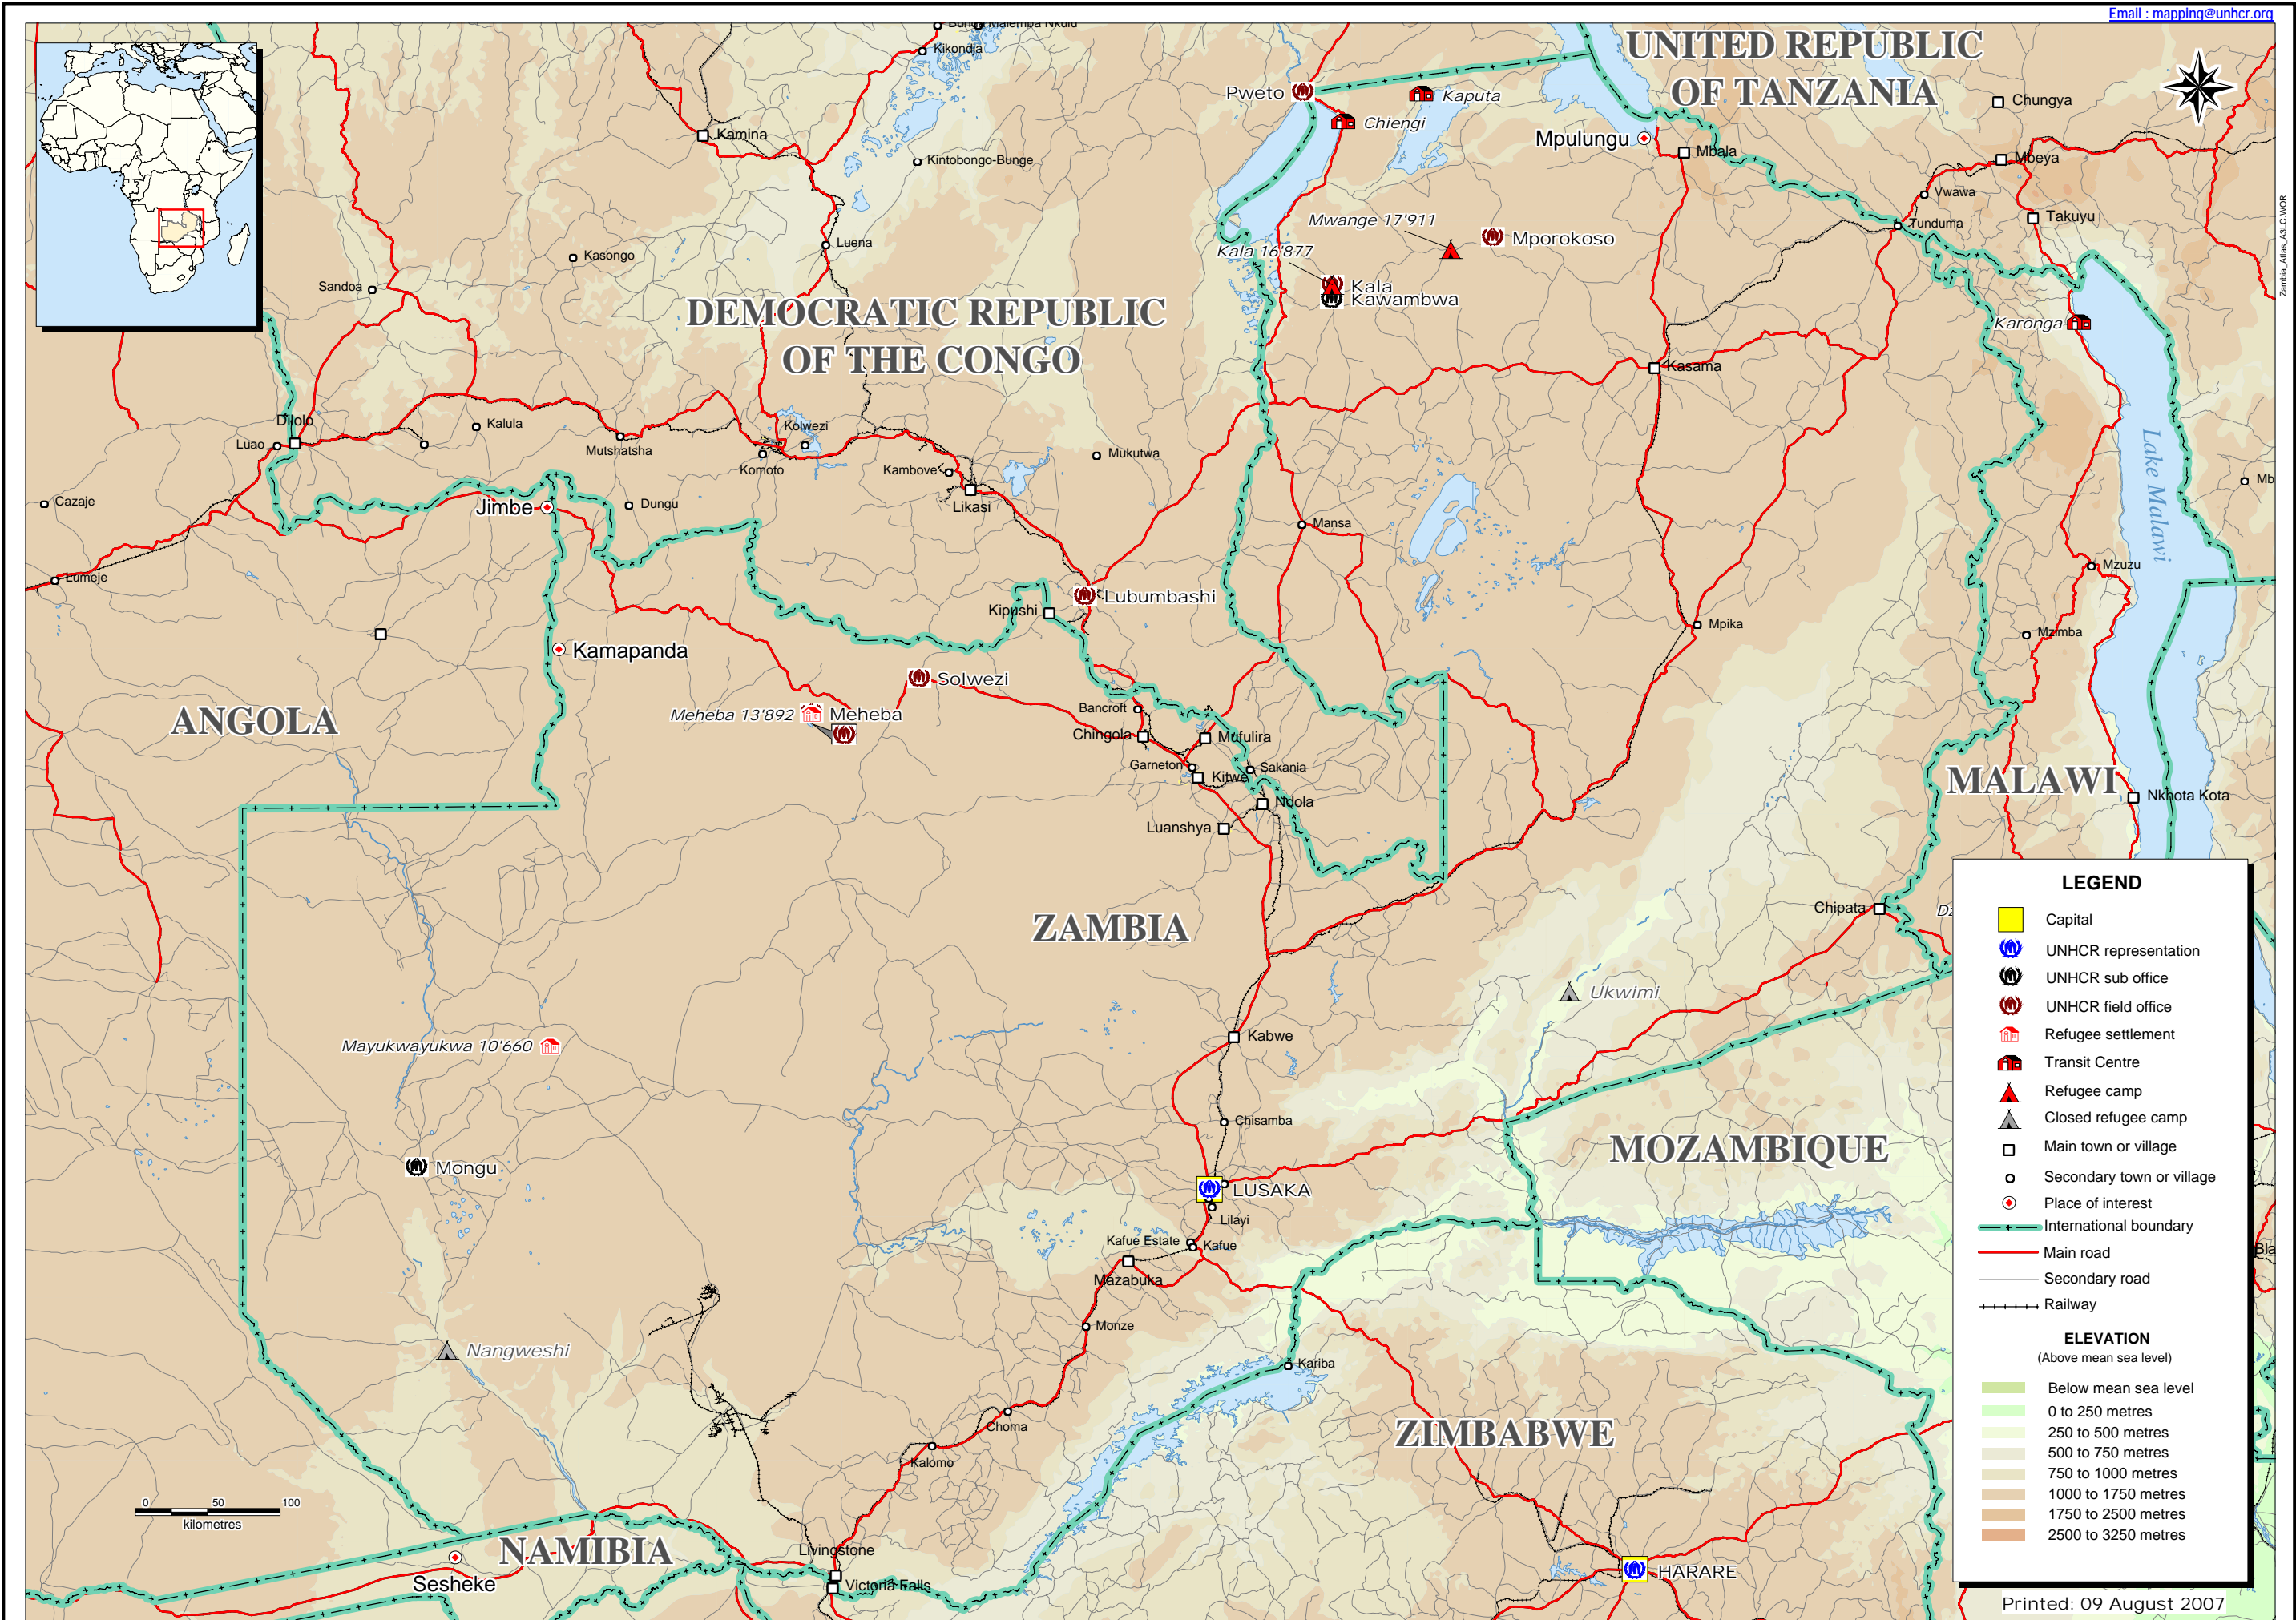 Email : mapping@unhcr.org
Zambia_Atlas_A3LC.WOR
UNITED REPUBLIC
OF TANZANIA
Malemba Nkulu
Kikondja
Pweto
Kaputa
Chungya
Chiengi
Kamina
Mpulungu
Mbala
Mbeya
Kintobongo-Bunge
Vwawa
Mwange 17'911
Takuyu
Tunduma
Luena
Mporokoso
Kasongo
Kala 16'877
Sandoa
Kala
Kawambwa
DEMOCRATIC REPUBLIC
OF THE CONGO
Karonga
Kasama
Dilolo
Kalula
Kolwezi
Luao
Mutshatsha
Mukutwa
Komoto
Kambove
Lake Malawi
Mb
Cazaje
Jimbe
Dungu
Likasi
Mansa
Lumeje
Mzuzu
Lubumbashi
Kipushi
Mpika
Mzimba
Kamapanda
Solwezi
ANGOLA
Meheba 13'892
Meheba
Bancroft
Chingola
Mufulira
Garneton
Sakania
Kitwe
MALAWI
Nkhota Kota
Ndola
Luanshya
ZAMBIA
Chipata
Dz
Ukwimi
Kabwe
Mayukwayukwa 10'660
Chisamba
MOZAMBIQUE
Mongu
LUSAKA
Lilayi
Kafue Estate
Kafue
Mazabuka
Bla
Monze
Nangweshi
Kariba
Choma
ZIMBABWE
Kalomo
0 50 100
kilometres
NAMIBIA
Livingstone
Sesheke
Victoria Falls
HARARE
LEGEND
Capital
UNHCR representation
UNHCR sub office
UNHCR field office
Refugee settlement
Transit Centre
Refugee camp
Closed refugee camp
Main town or village
Secondary town or village
Place of interest
International boundary
Main road
Secondary road
Railway
ELEVATION
(Above mean sea level)
Below mean sea level
0 to 250 metres
250 to 500 metres
500 to 750 metres
750 to 1000 metres
1000 to 1750 metres
1750 to 2500 metres
2500 to 3250 metres
Printed: 09 August 2007